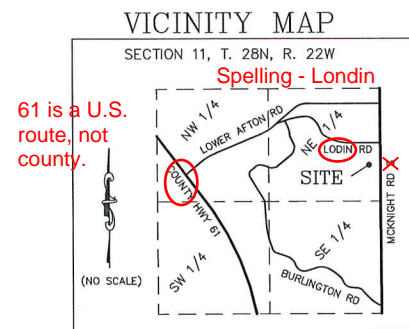 VICINITY MAP
SECTION 11, T. 28N, R. 22W
Spelling - Londin
61 is a U.S.
route, not
county.
NW 1/4
LOWER AFTON RD
NE 1/4
LODIN RD
SITE
COUNTY HWY 61
MCKNIGHT RD S
(NO SCALE)
SW 1/4
SE 1/4
BURLINGTON RD